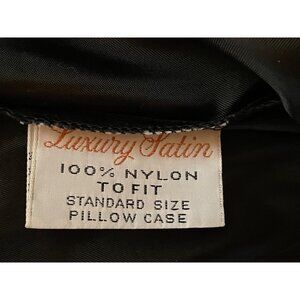 Luxury Satin
100% NYLON
TO FIT
STANDARD SIZE
PILLOW CASE